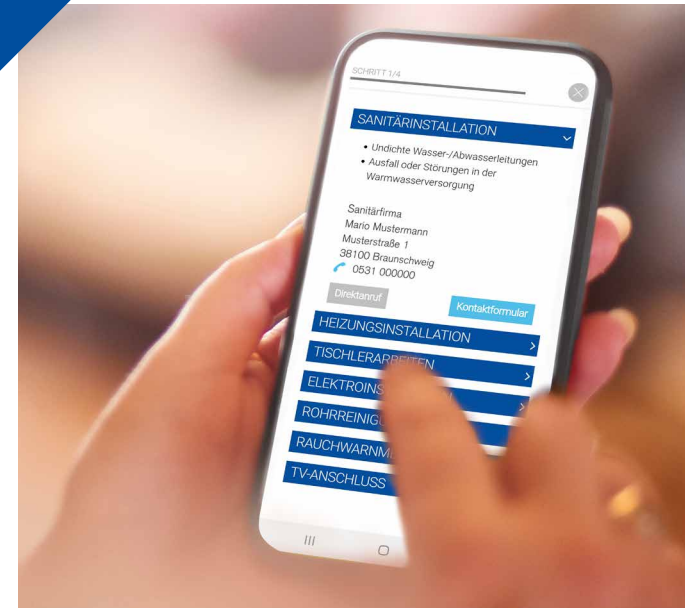 SCHRITT 1/4
SANITÄRINSTALLATION
• Undichte Wasser-/Abwasserleitungen
• Ausfall oder Störungen in der
Warmwasserversorgung
Sanitärfirma
Mario Mustermann
Musterstraße 1
38100 Braunschweig
0531 000000
Direktanruf
Kontaktformular
HEIZUNGSINSTALLATION
TISCHLERARBEITEN
TV-ANSCHLUSS